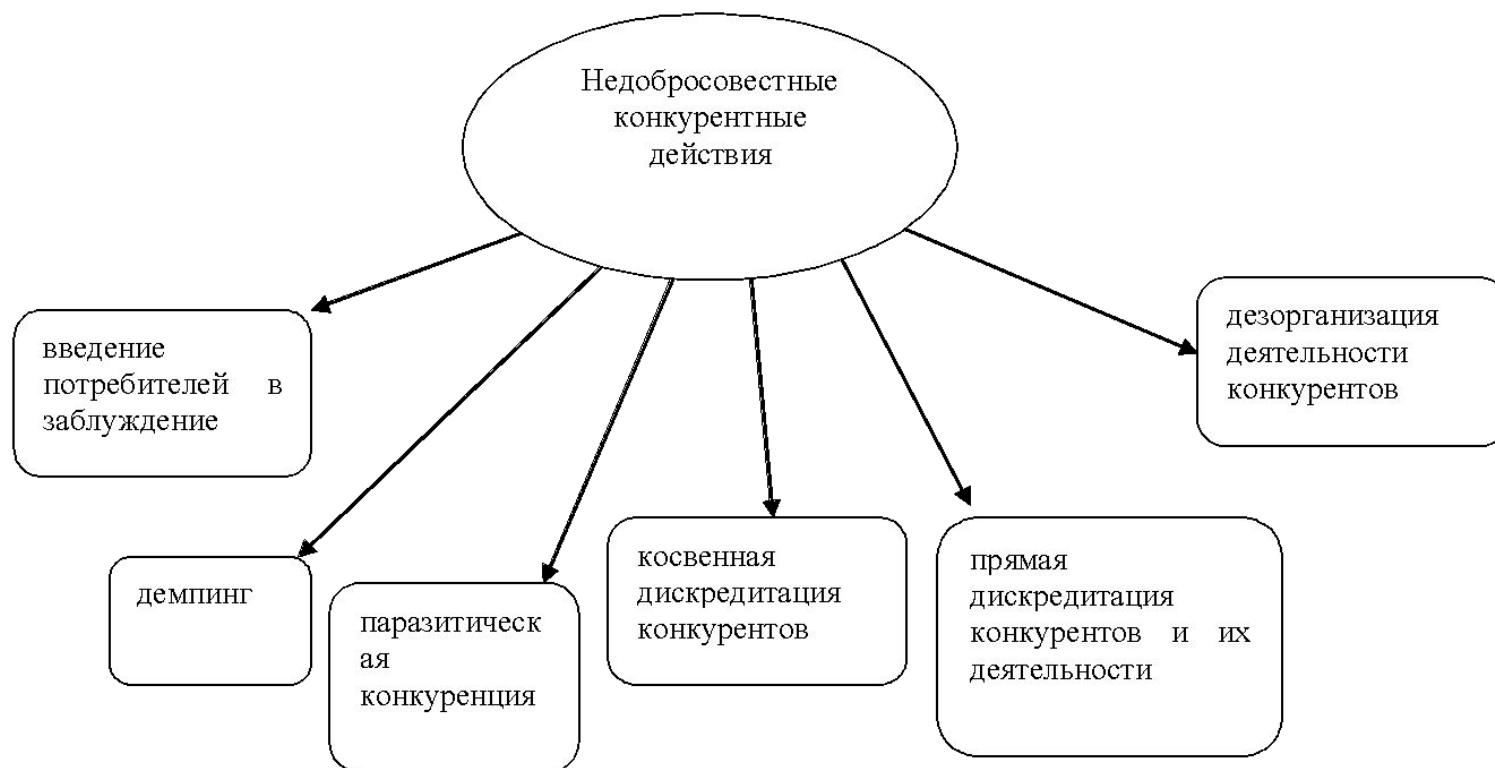 Недобросовестные
конкурентные
действия
введение
потребителей в
заблуждение
демпинг
паразитическ
ая
конкуренция
косвенная
дискредитация
конкурентов
прямая
дискредитация
конкурентов и их
деятельности
дезорганизация
деятельности
конкурентов